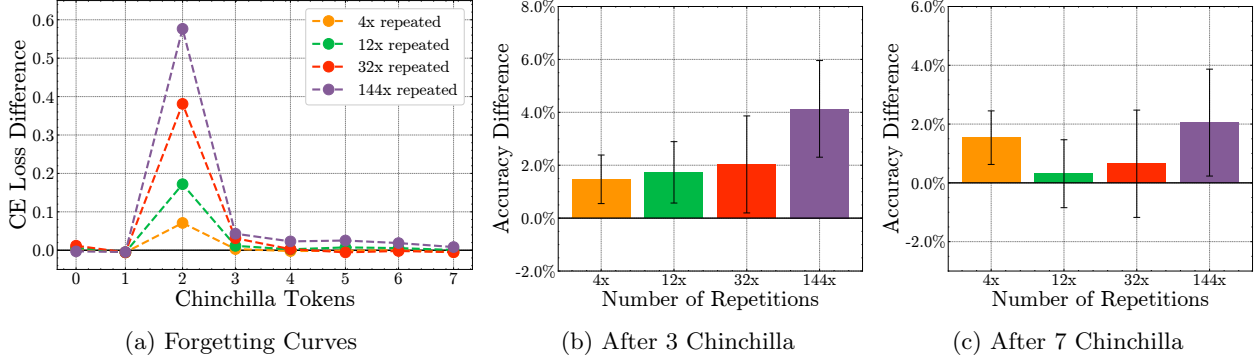 CE Loss Difference
0.6
0.5
0.4
0.3
0.2
0.1
0.0
0 1 2 3 4 5 6 7
Chinchilla Tokens
4x repeated
12x repeated
32x repeated
144x repeated
(a) Forgetting Curves
Accuracy Difference
8.0%
6.0%
4.0%
2.0%
0.0%
-2.0%
4x 12x 32x 144x
Number of Repetitions
(b) After 3 Chinchilla
Accuracy Difference
6.0%
4.0%
2.0%
0.0%
-2.0%
4x 12x 32x 144x
Number of Repetitions
(c) After 7 Chinchilla